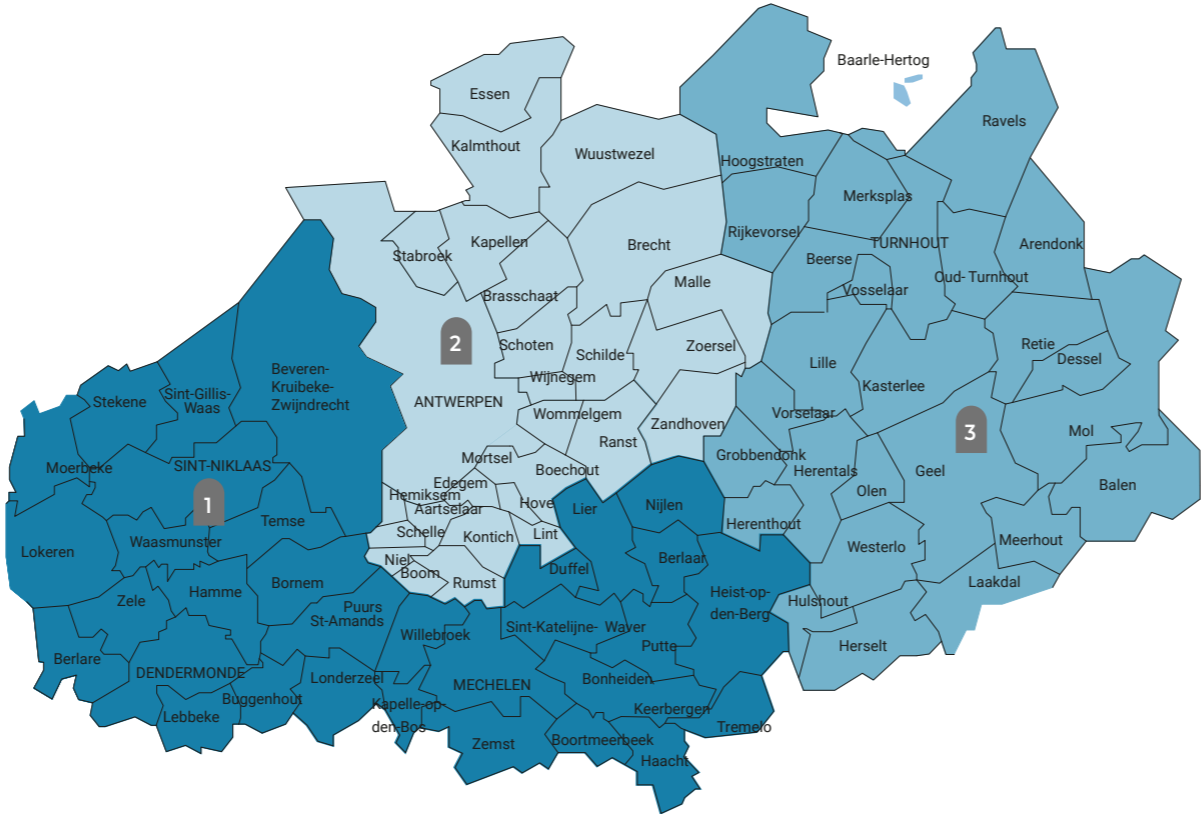 Baarle-Hertog
Essen
Ravels
Kalmthout
Wuustwezel
Hoogstraten
Merksplas
Rijkevorsel
Kapellen
Brecht
TURNHOUT
Arendonk
Stabroek
Beerse
Malle
Oud- Turnhout
Vosselaar
Brasschaat
Schoten
Schilde
Zoersel
Retie
Dessel
2
Lille
Kasterlee
Beveren-
Kruibeke-
Zwijndrecht
Wijnegem
Sint-Gillis-
Waas
Stekene
ANTWERPEN
Wommelgem
Vorselaar
Zandhoven
Ranst
3
Mol
Mortsel
Grobbendonk
Moerbeke
SINT-NIKLAAS
Boechout
Herentals
Geel
Edegem
Balen
Hemiksem
Olen
1
Hove
Aartselaar
Lier
Nijlen
Temse
Herenthout
Schelle
Kontich
Lint
Waasmunster
Westerlo
Meerhout
Lokeren
Niel
Boom
Duffel
Berlaar
Rumst
Bornem
Laakdal
Hamme
Heist-op-
den-Berg
Zele
Hulshout
Puurs
St-Amands
Willebroek
Sint-Katelijne- Waver
Putte
Herselt
Berlare
DENDERMONDE
Londerzeel
MECHELEN
Bonheiden
Buggenhout
Kapelle-op-
den-Bos
Keerbergen
Lebbeke
Tremelo
Zemst
Boortmeerbeek
Haacht